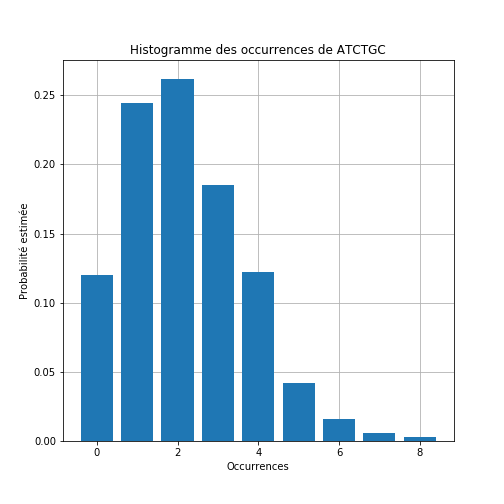 Histogramme des occurrences de ATCTGC
0.25
0.20
0.15
0.10
0.05
0.00
Probabilité estimée
0 2 4 6 8
Occurrences